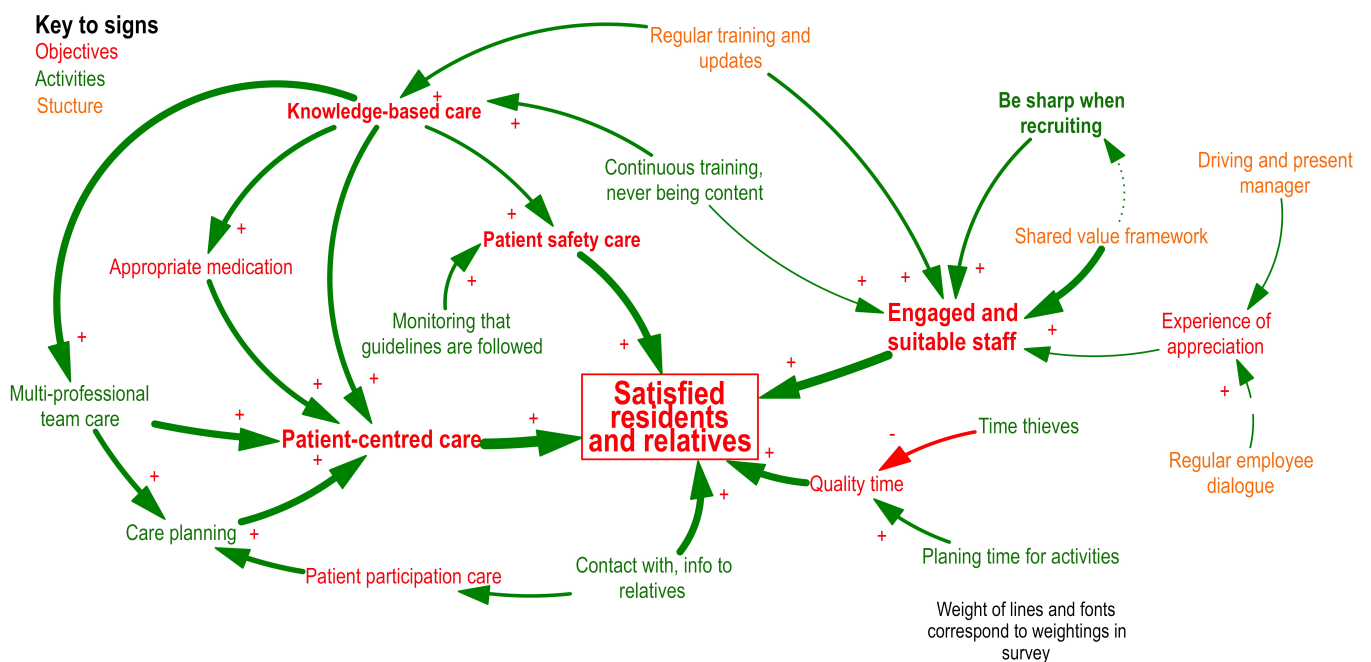 Key to signs
Objectives
Activities
Stucture
Regular training and
updates
Knowledge-based care
+
+
Be sharp when
recruiting
Continuous training,
never being content
Driving and present
manager
+
+
Patient safety care
Shared value framework
Appropriate medication
+
+
+
+
Monitoring that
guidelines are followed
Engaged and
suitable staff
+
Experience of
appreciation
+
+
+
Multi-professional
team care
+
+
+
Satisfied
residents
and relatives
+
+
+
Patient-centred care
+
-
Time thieves
+
Quality time
Regular employee
dialogue
+
+
Care planning
+
+
Planing time for activities
Patient participation care
Contact with, info to
relatives
Weight of lines and fonts
correspond to weightings in
survey